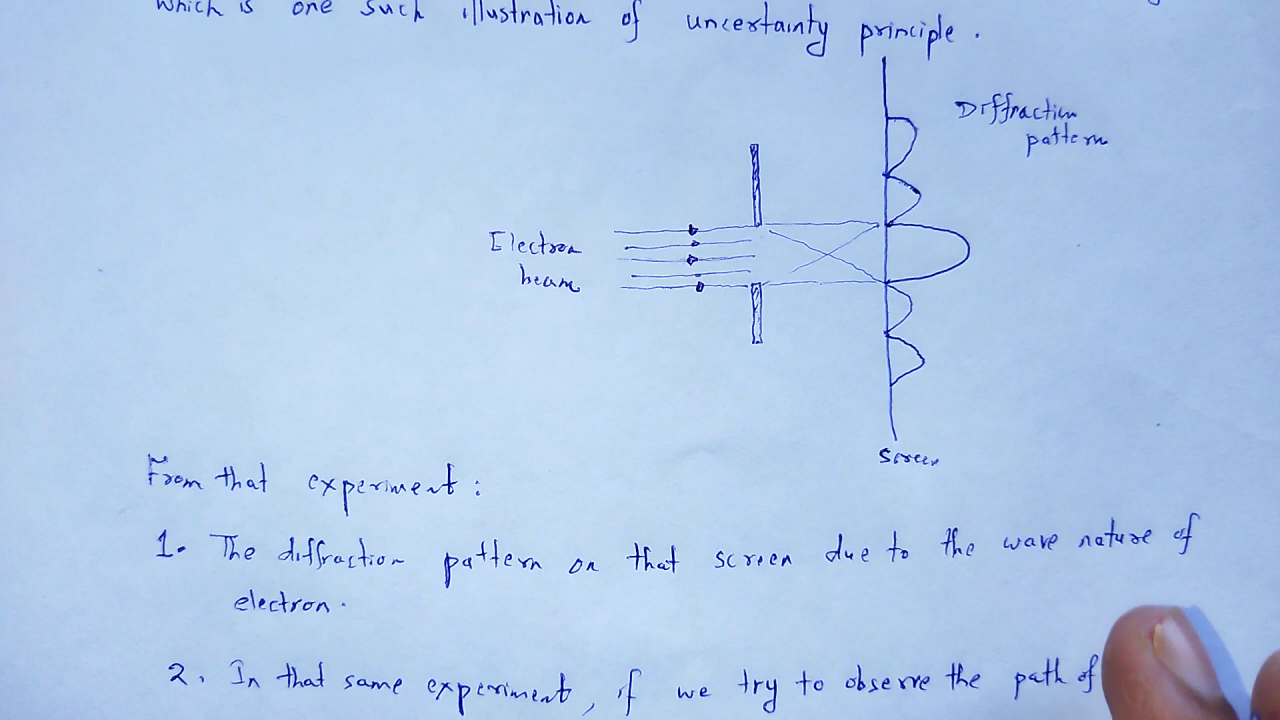 which is one such illustration of uncertainty principle.
Diffraction
pattern
Electron
beam
Screen
From that experiment:
1. The diffraction pattern on that screen due to the wave nature of
electron.
2. In that same experiment, if we try to observe the path of